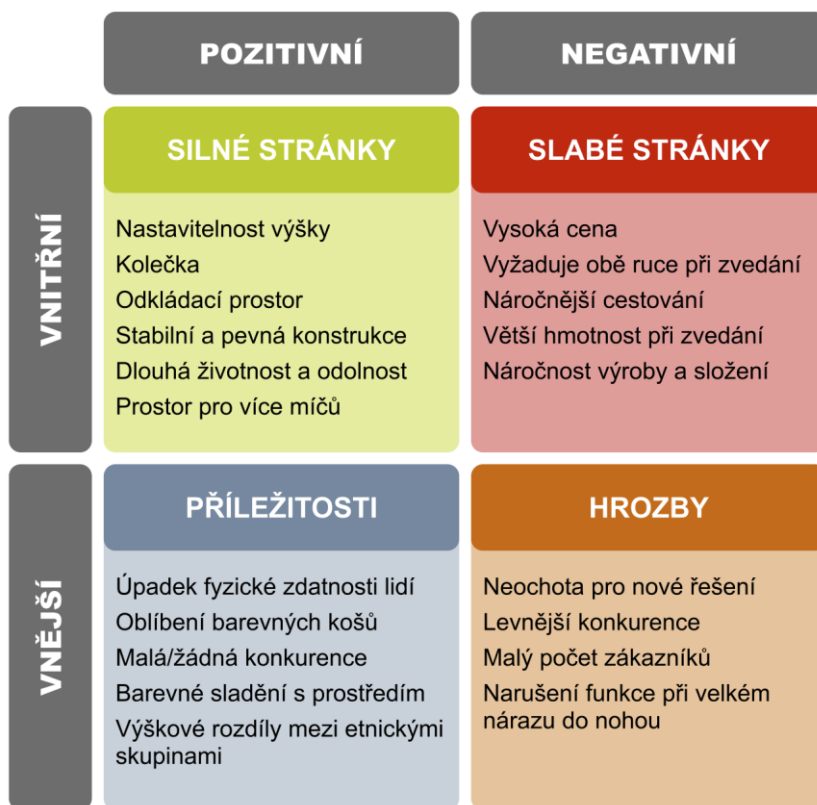 POZITIVNÍ
NEGATIVNÍ
VNITŘNÍ
SILNÉ STRÁNKY
Nastavitelnost výšky
Kolečka
Odkládací prostor
Stabilní a pevná konstrukce
Dlouhá životnost a odolnost
Prostor pro více míčů
SLABÉ STRÁNKY
Vysoká cena
Vyžaduje obě ruce při zvedání
Náročnější cestování
Větší hmotnost při zvedání
Náročnost výroby a složení
VNĚJŠÍ
PŘÍLEŽITOSTI
Úpadek fyzické zdatnosti lidí
Oblíbení barevných košů
Malá/žádná konkurence
Barevné sladění s prostředím
Výškové rozdíly mezi etnickými
skupinami
HROZBY
Neochota pro nové řešení
Levnější konkurence
Malý počet zákazníků
Narušení funkce při velkém
nárazu do nohou